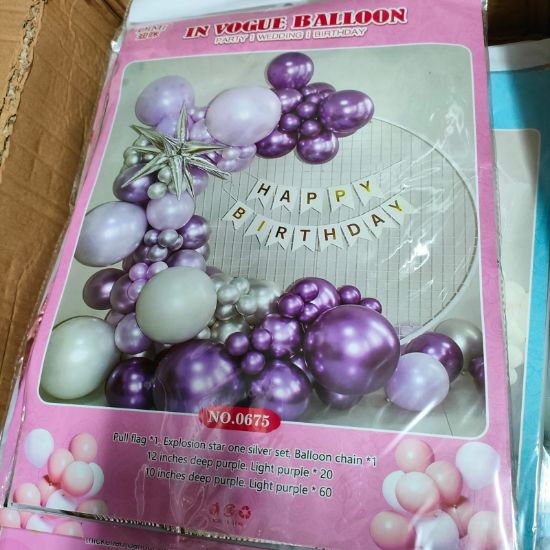 IN VOGUE BALLOON
PARTY | WEDDING | BIRTHDAY
HAPPY
BIRTHDAY
NO.0675
Pull flag *1, Explosion star one silver set, Balloon chain *1
12 inches deep purple. Light purple * 20
10 inches deep purple. Light purple * 60